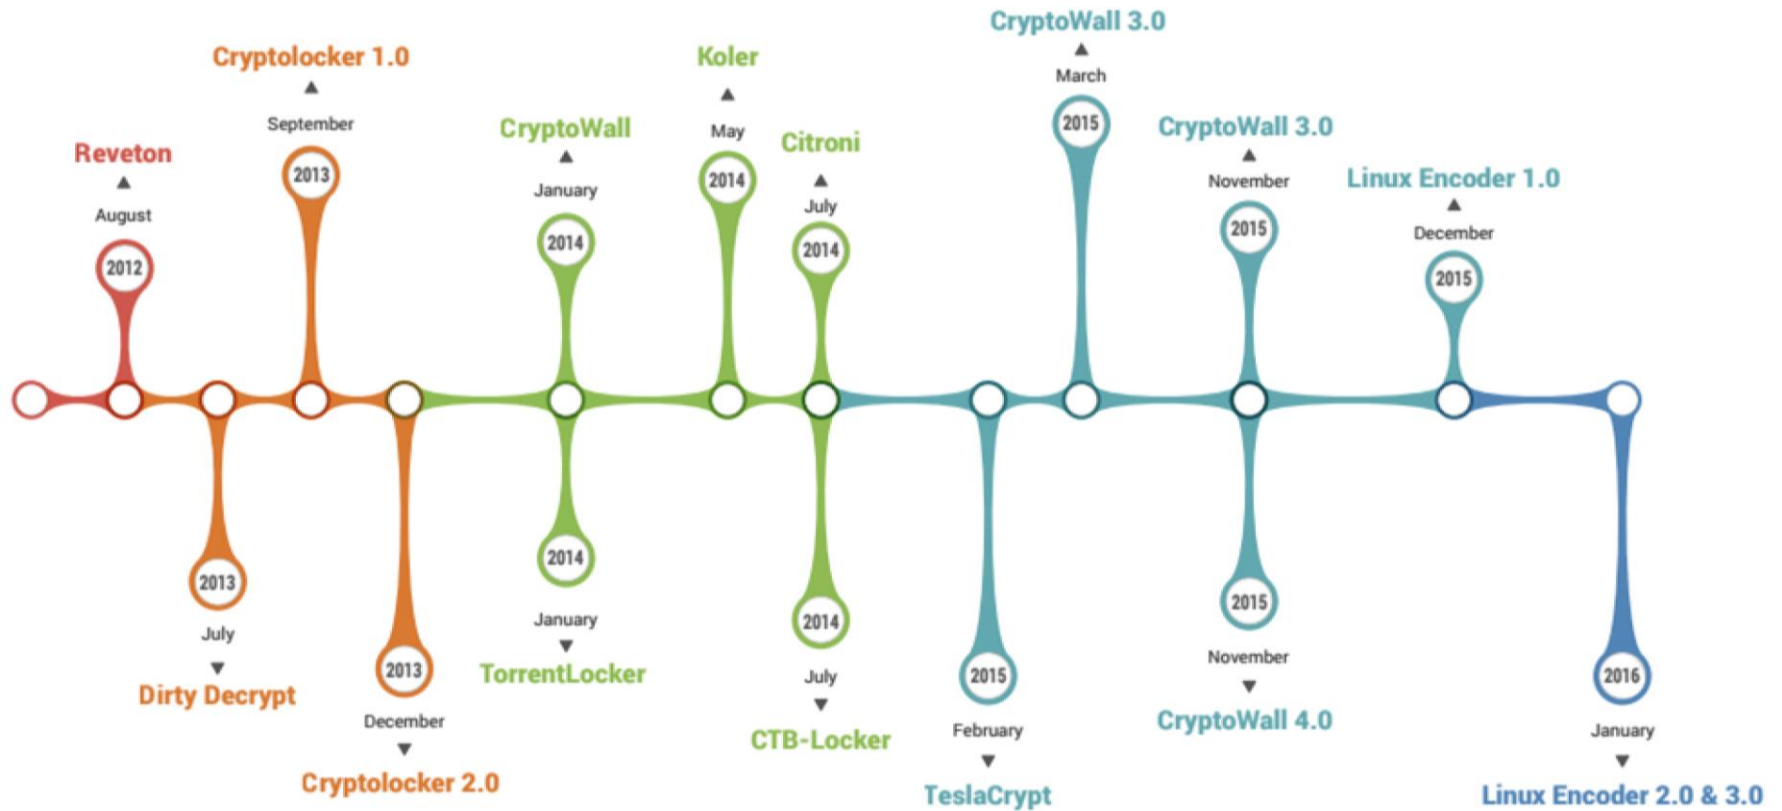 Reveton
August
2012
2013
July
Dirty Decrypt
Cryptolocker 1.0
September
2013
2013
December
Cryptolocker 2.0
CryptoWall
January
2014
2014
January
TorrentLocker
Koler
May
2014
Citroni
July
2014
2014
July
CTB-Locker
2015
February
TeslaCrypt
CryptoWall 3.0
March
2015
CryptoWall 3.0
November
2015
2015
November
CryptoWall 4.0
Linux Encoder 1.0
December
2015
2016
January
Linux Encoder 2.0 & 3.0